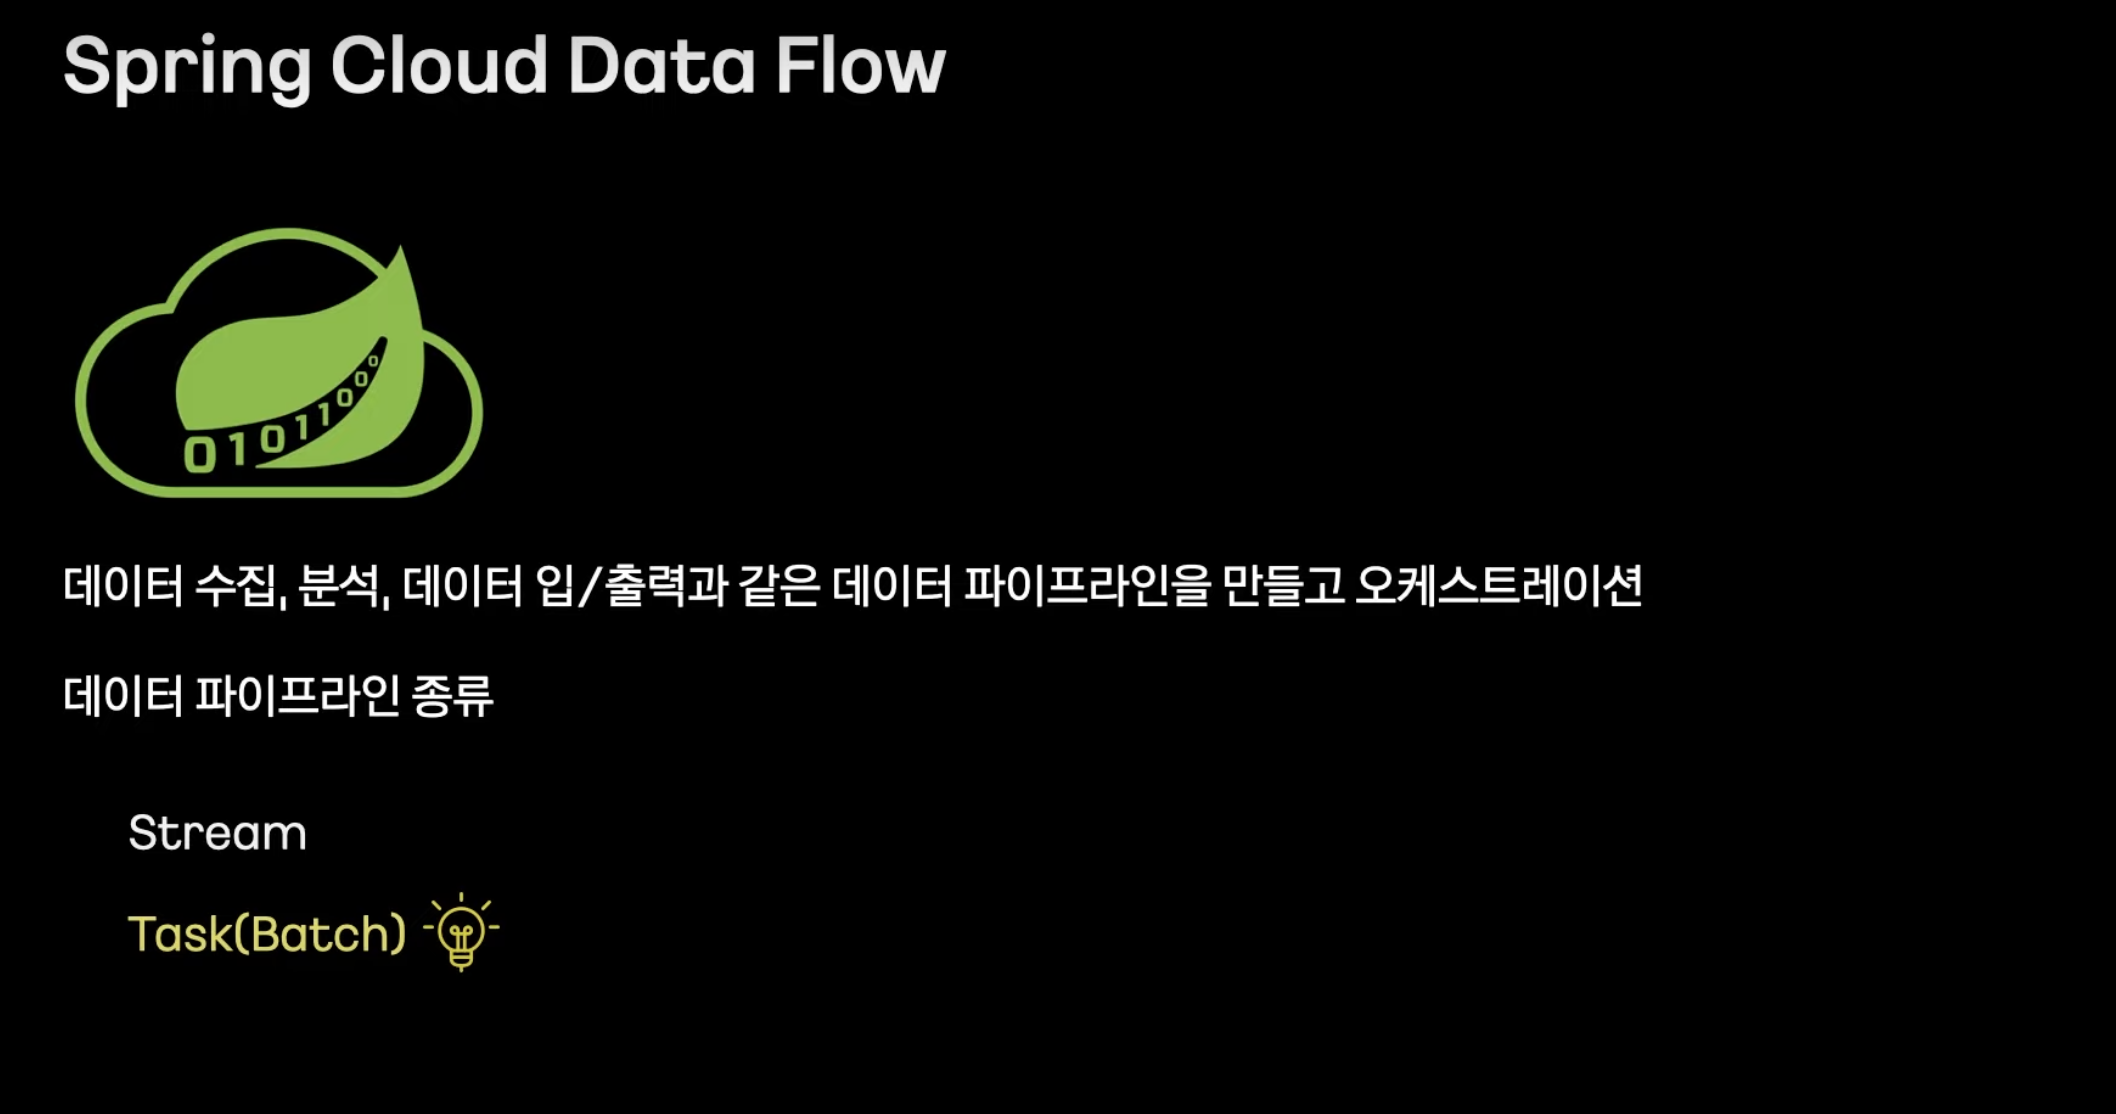 Spring Cloud Data Flow
01011000
데이터 수집, 분석, 데이터 입/출력과 같은 데이터 파이프라인을 만들고 오케스트레이션
데이터 파이프라인 종류
Stream
Task(Batch)